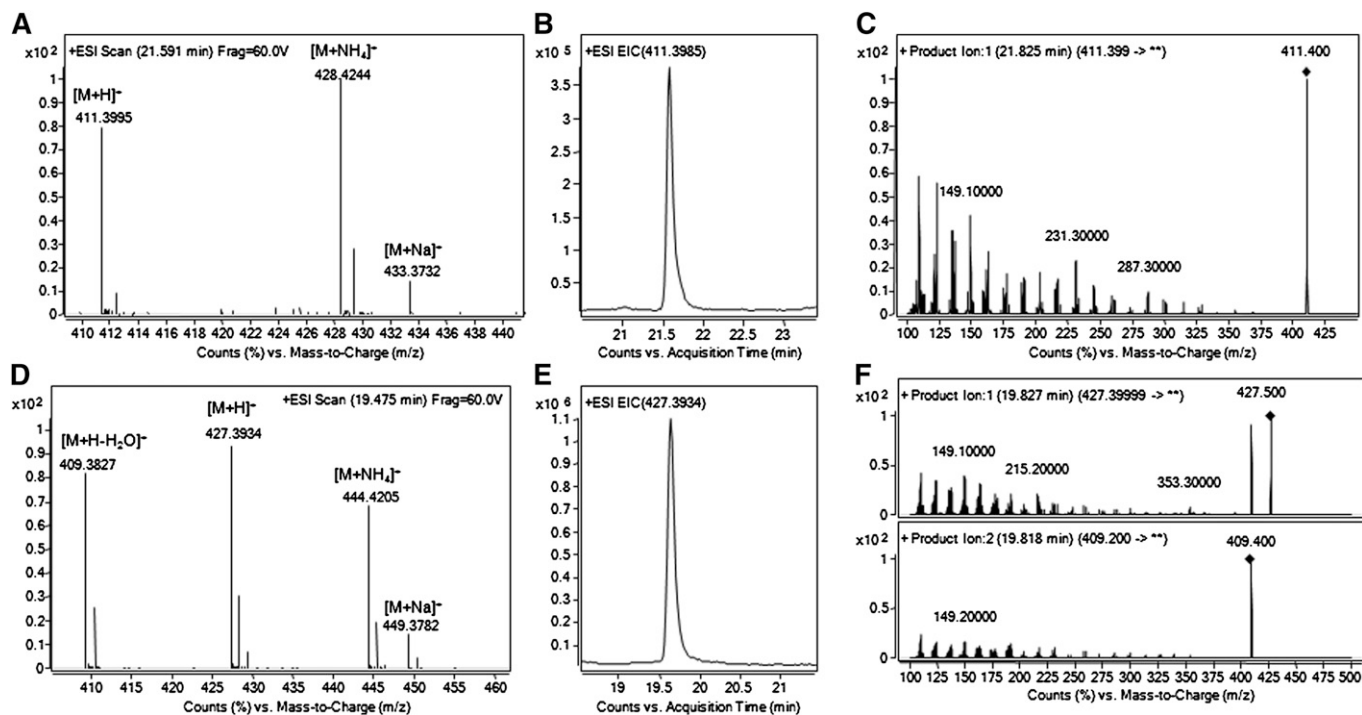 A
x10²
+ESI Scan (21.591 min) Frag=60.0V
[M+NH₄]⁺
428.4244
[M+H]⁺
411.3995
[M+Na]⁺
433.3732
1
0.9
0.8
0.7
0.6
0.5
0.4
0.3
0.2
0.1
0
410 412 414 416 418 420 422 424 426 428 430 432 434 436 438 440
Counts (%) vs. Mass-to-Charge (m/z)
B
x10 5
+ESI EIC(411.3985)
3.5
3
2.5
2
1.5
1
0.5
21 21.5 22 22.5 23
Counts vs. Acquisition Time (min)
C
x10²
+ Product Ion:1 (21.825 min) (411.399 -> **)
411.400
149.10000
231.30000
287.30000
1
0.9
0.8
0.7
0.6
0.5
0.4
0.3
0.2
0.1
0
100 125 150 175 200 225 250 275 300 325 350 375 400 425
Counts (%) vs. Mass-to-Charge (m/z)
D
x10²
+ESI Scan (19.475 min) Frag=60.0V
[M+H]⁺
427.3934
[M+H-H₂O]⁺
409.3827
[M+NH₄]⁺
444.4205
[M+Na]⁺
449.3782
1
0.9
0.8
0.7
0.6
0.5
0.4
0.3
0.2
0.1
0
410 415 420 425 430 435 440 445 450 455 460
Counts (%) vs. Mass-to-Charge (m/z)
E
x10 6
+ESI EIC(427.3934)
1.1
1
0.9
0.8
0.7
0.6
0.5
0.4
0.3
0.2
0.1
19 19.5 20 20.5 21
Counts vs. Acquisition Time (min)
F
x10²
+ Product Ion:1 (19.827 min) (427.39999 -> **)
427.500
149.10000
215.20000
353.30000
1
0.5
0
x10²
+ Product Ion:2 (19.818 min) (409.200 -> **)
409.400
149.20000
1
0.5
0
100 125 150 175 200 225 250 275 300 325 350 375 400 425 450 475 500
Counts (%) vs. Mass-to-Charge (m/z)